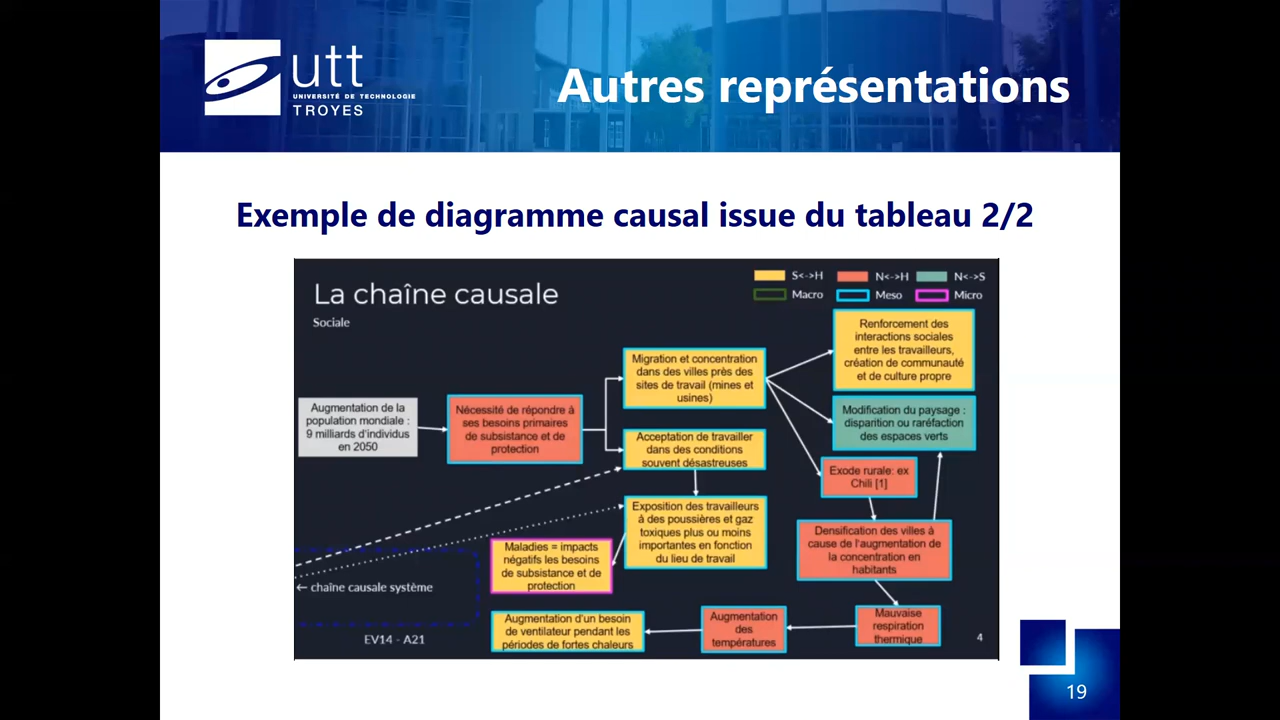 utt
UNIVERSITÉ DE TECHNOLOGIE
TROYES
Autres représentations
Exemple de diagramme causal issue du tableau 2/2
La chaîne causale
Sociale
S<->H
N<->H
N<->S
Macro
Meso
Micro
Augmentation de la
population mondiale :
9 milliards d'individus
en 2050
Nécessité de répondre à
ses besoins primaires
de subsistance et de
protection
Migration et concentration
dans des villes près des
sites de travail (mines et
usines)
Acceptation de travailler
dans des conditions
souvent désastreuses
Exposition des travailleurs
à des poussières et gaz
toxiques plus ou moins
importantes en fonction
du lieu de travail
Maladies = impacts
négatifs les besoins
de subsistance et de
protection
Renforcement des
interactions sociales
entre les travailleurs,
création de communauté
et de culture propre
Modification du paysage :
disparition ou raréfaction
des espaces verts
Exode rurale: ex
Chili [1]
Densification des villes à
cause de l'augmentation de
la concentration en
habitants
Mauvaise
respiration
thermique
Augmentation
des
températures
Augmentation d'un besoin
de ventilateur pendant les
périodes de fortes chaleurs
← chaîne causale système
EV14 - A21
4
19